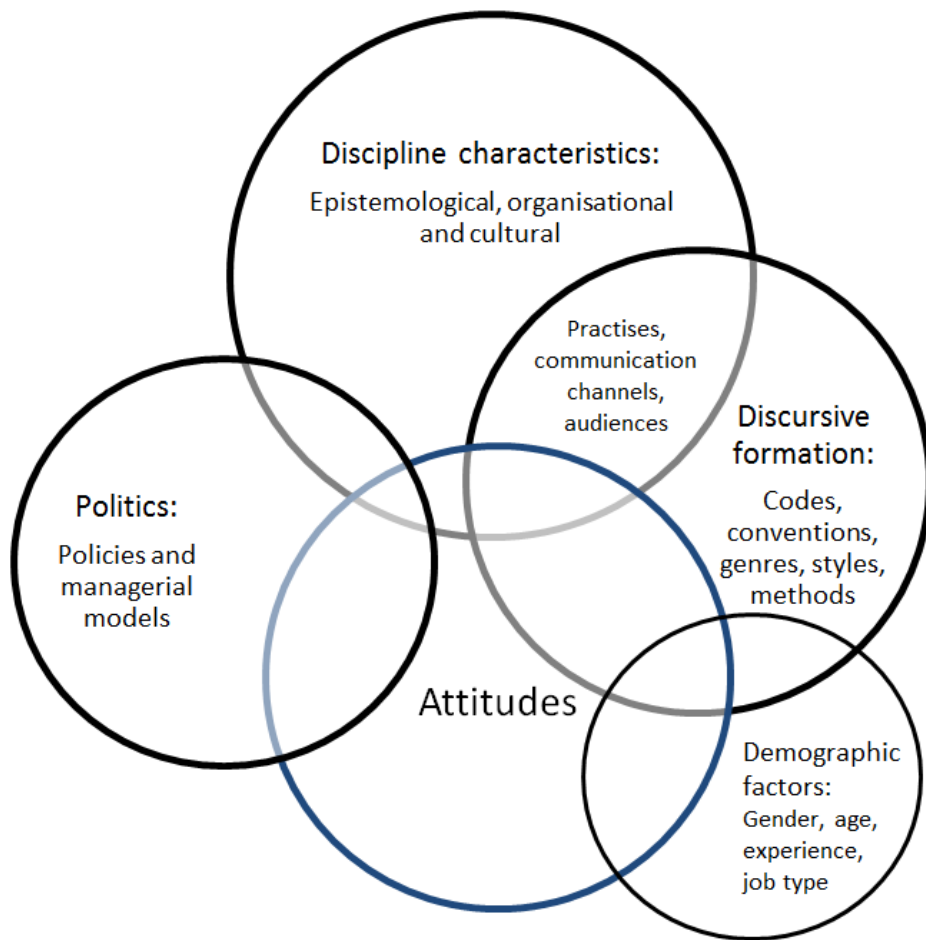 Discipline characteristics:
Epistemological, organisational
and cultural
Practises,
communication
channels,
audiences
Discursive
formation:
Codes,
conventions,
genres, styles,
methods
Politics:
Policies and
managerial
models
Attitudes
Demographic
factors:
Gender, age,
experience,
job type